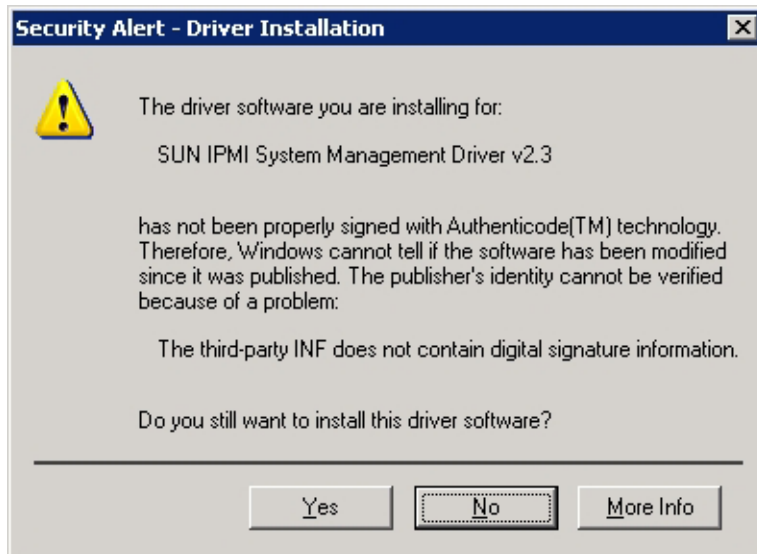 Security Alert - Driver Installation
The driver software you are installing for:
SUN IPMI System Management Driver v2.3
has not been properly signed with Authenticode(TM) technology.
Therefore, Windows cannot tell if the software has been modified
since it was published. The publisher's identity cannot be verified
because of a problem:
The third-party INF does not contain digital signature information.
Do you still want to install this driver software?
Yes No More Info